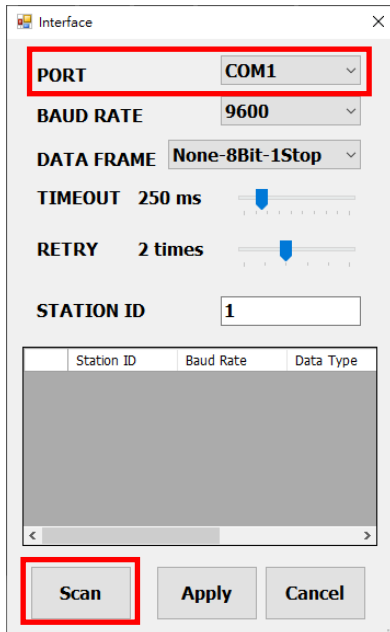 Interface
PORT COM1
BAUD RATE 9600
DATA FRAME None-8Bit-1Stop
TIMEOUT 250 ms
RETRY 2 times
STATION ID 1
Station ID Baud Rate Data Type
Scan Apply Cancel